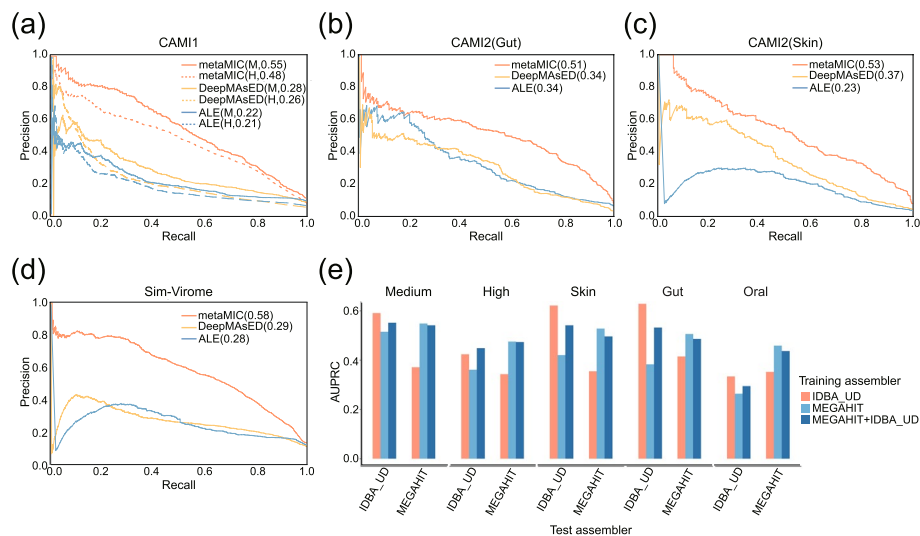 (a)
CAMI1
1.0
0.8
0.6
0.4
0.2
0.0
Precision
metaMIC(M,0.55)
metaMIC(H,0.48)
DeepMAsED(M,0.28)
DeepMAsED(H,0.26)
ALE(M,0.22)
ALE(H,0.21)
0.0 0.2 0.4 0.6 0.8 1.0
Recall
(b)
CAMI2(Gut)
1.0
0.8
0.6
0.4
0.2
0.0
Precision
metaMIC(0.51)
DeepMAsED(0.34)
ALE(0.34)
0.0 0.2 0.4 0.6 0.8 1.0
Recall
(c)
CAMI2(Skin)
1.0
0.8
0.6
0.4
0.2
0.0
Precision
metaMIC(0.53)
DeepMAsED(0.37)
ALE(0.23)
0.0 0.2 0.4 0.6 0.8 1.0
Recall
(d)
Sim-Virome
1.0
0.8
0.6
0.4
0.2
0.0
Precision
metaMIC(0.58)
DeepMAsED(0.29)
ALE(0.28)
0.0 0.2 0.4 0.6 0.8 1.0
Recall
(e)
Medium High Skin Gut Oral
0.6
0.4
0.2
0.0
AUPRC
IDBA_UD MEGAHIT IDBA_UD MEGAHIT IDBA_UD MEGAHIT IDBA_UD MEGAHIT IDBA_UD MEGAHIT
Test assembler
Training assembler
IDBA_UD
MEGAHIT
MEGAHIT+IDBA_UD